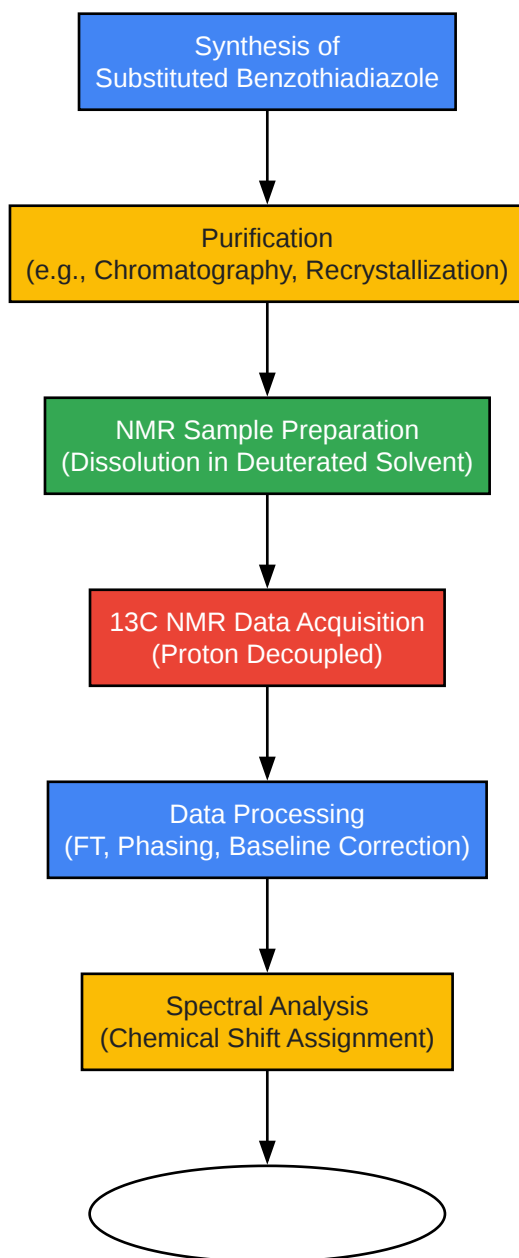 Synthesis of
Substituted Benzothiadiazole
Purification
(e.g., Chromatography, Recrystallization)
NMR Sample Preparation
(Dissolution in Deuterated Solvent)
13C NMR Data Acquisition
(Proton Decoupled)
Data Processing
(FT, Phasing, Baseline Correction)
Spectral Analysis
(Chemical Shift Assignment)